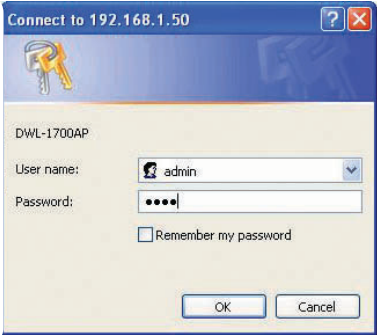 Connect to 192.168.1.50
DWL-1700AP
User name: admin
Password: ••••
Remember my password
OK Cancel